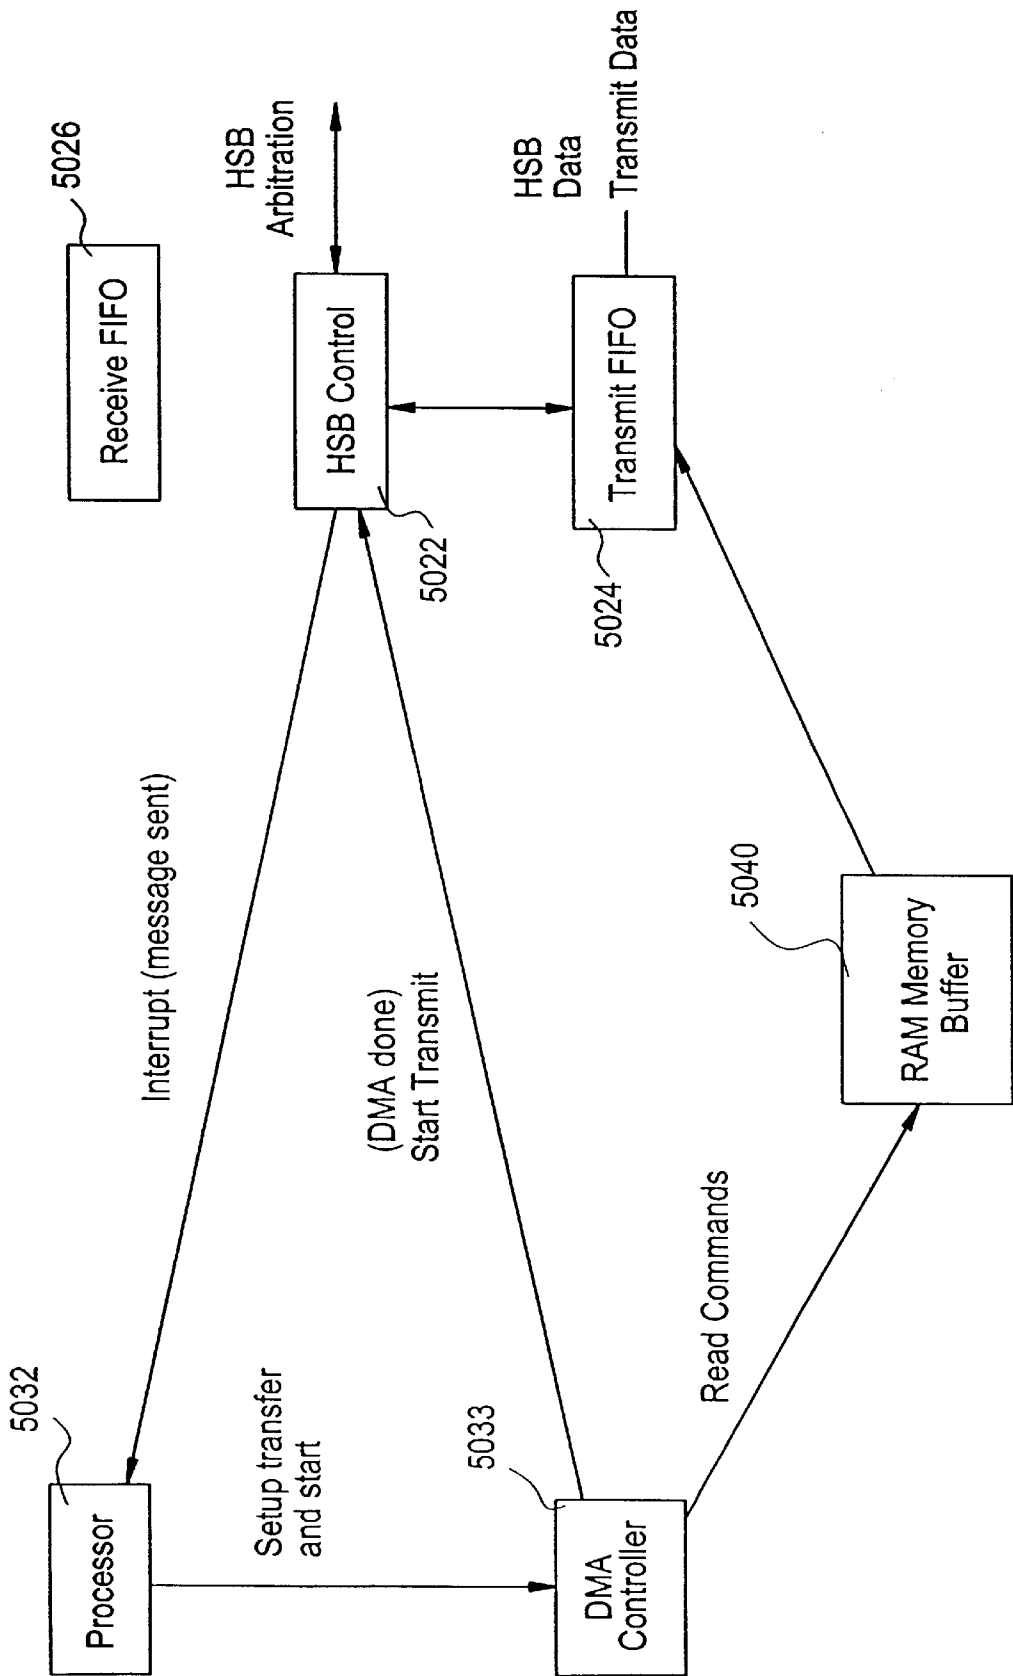 5032
Processor
Setup transfer
and start
5033
DMA
Controller
Interrupt (message sent)
(DMA done)
Start Transmit
Read Commands
5040
RAM Memory
Buffer
5026
Receive FIFO
HSB
Arbitration
HSB Control
5022
HSB
Data
Transmit Data
Transmit FIFO
5024